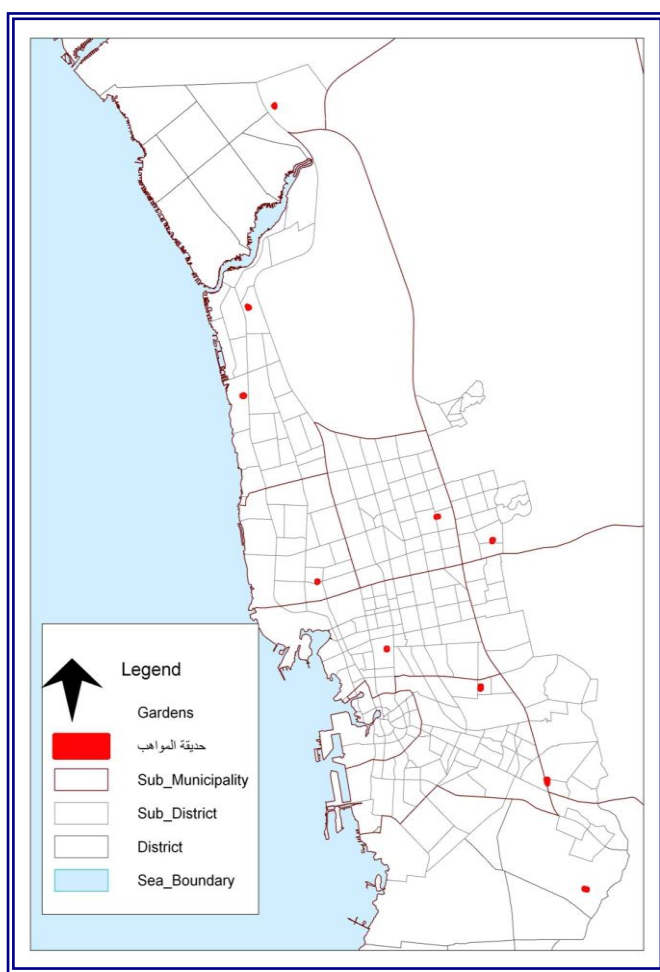 Legend
Gardens
حديقة المواهب
Sub_Municipality
Sub_District
District
Sea_Boundary